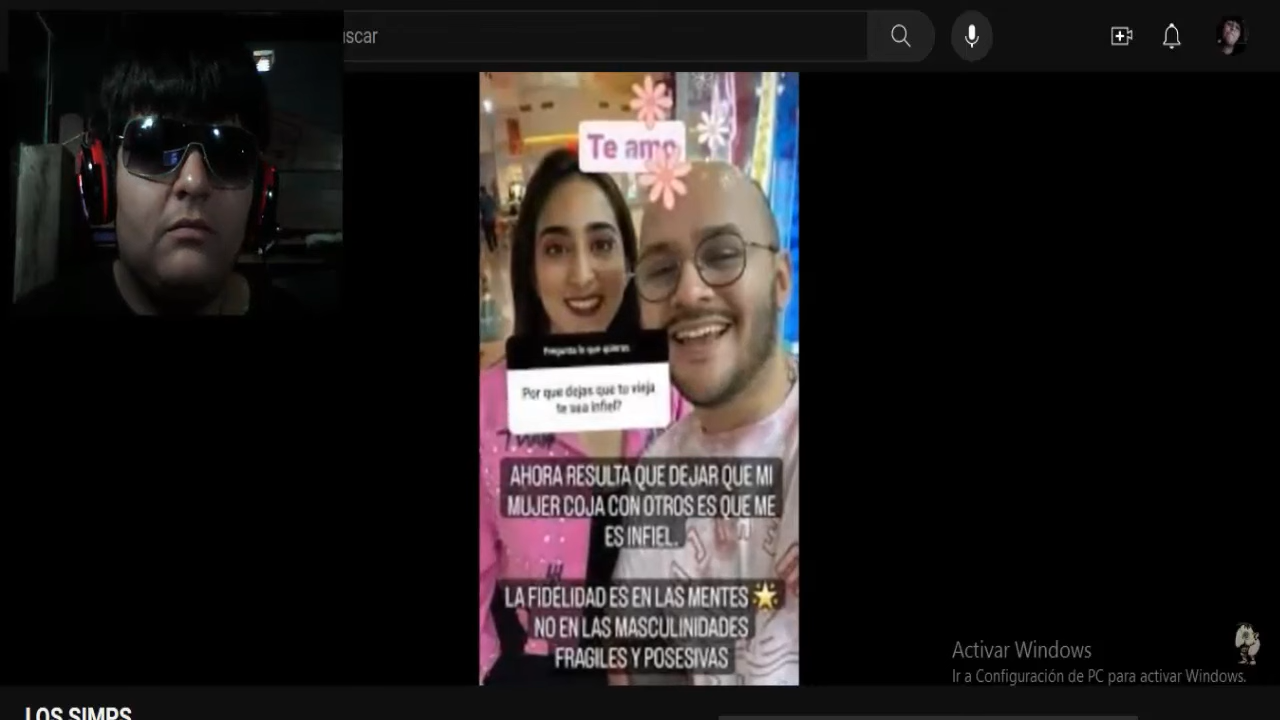 scar
Te amo
Pregunta lo que quieras
Por que dejas que tu vieja
te sea infiel?
AHORA RESULTA QUE DEJAR QUE MI
MUJER COJA CON OTROS ES QUE ME
ES INFIEL.
LA FIDELIDAD ES EN LAS MENTES 🌟
NO EN LAS MASCULINIDADES
FRAGILES Y POSESIVAS
Activar Windows
Ir a Configuración de PC para activar Windows.
LOS SIMPS